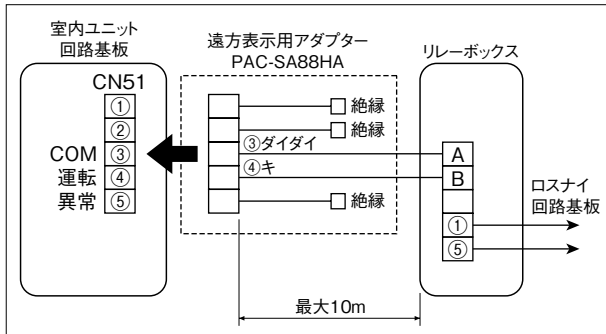 室内ユニット
回路基板
CN51
①
②
COM ③
運転 ④
異常 ⑤
遠方表示用アダプター
PAC-SA88HA
絶縁
絶縁
③ダイダイ
④キ
絶縁
リレーボックス
A
B
①
⑤
ロスナイ
回路基板
最大10m